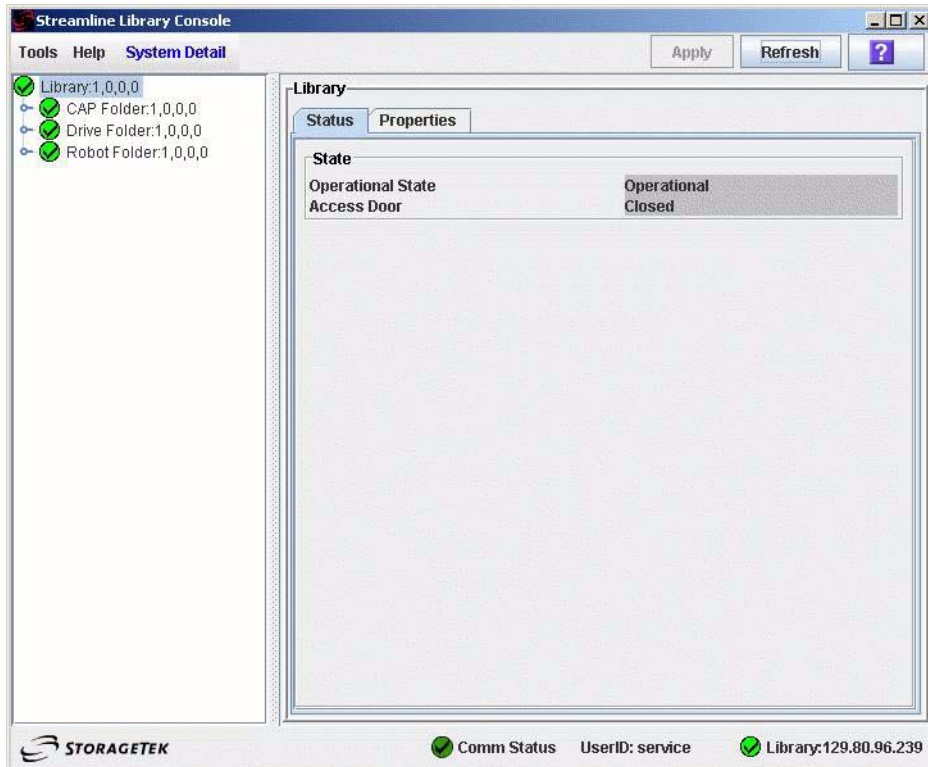 Streamline Library Console
Tools Help System Detail Apply Refresh ?
Library:1,0,0,0
CAP Folder:1,0,0,0
Drive Folder:1,0,0,0
Robot Folder:1,0,0,0
Library
Status Properties
State
Operational State Operational
Access Door Closed
STORAGETEK Comm Status UserID: service Library:129.80.96.239